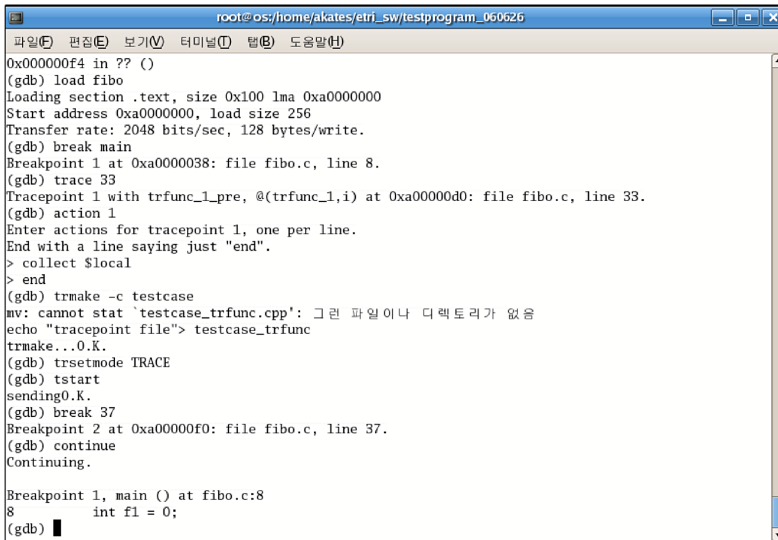 root@os:/home/akates/etri_sw/testprogram_060626
파일(F) 편집(E) 보기(V) 터미널(T) 탭(B) 도움말(H)
0x000000f4 in ?? ()
(gdb) load fibo
Loading section .text, size 0x100 lma 0xa0000000
Start address 0xa0000000, load size 256
Transfer rate: 2048 bits/sec, 128 bytes/write.
(gdb) break main
Breakpoint 1 at 0xa0000038: file fibo.c, line 8.
(gdb) trace 33
Tracepoint 1 with trfunc_1_pre, @(trfunc_1,i) at 0xa00000d0: file fibo.c, line 33.
(gdb) action 1
Enter actions for tracepoint 1, one per line.
End with a line saying just "end".
> collect $local
> end
(gdb) trmake -c testcase
mv: cannot stat `testcase_trfunc.cpp': 그런 파일이나 디렉토리가 없음
echo "tracepoint file"> testcase_trfunc
trmake...O.K.
(gdb) trsetmode TRACE
(gdb) tstart
sendingO.K.
(gdb) break 37
Breakpoint 2 at 0xa00000f0: file fibo.c, line 37.
(gdb) continue
Continuing.
Breakpoint 1, main () at fibo.c:8
8 int f1 = 0;
(gdb)